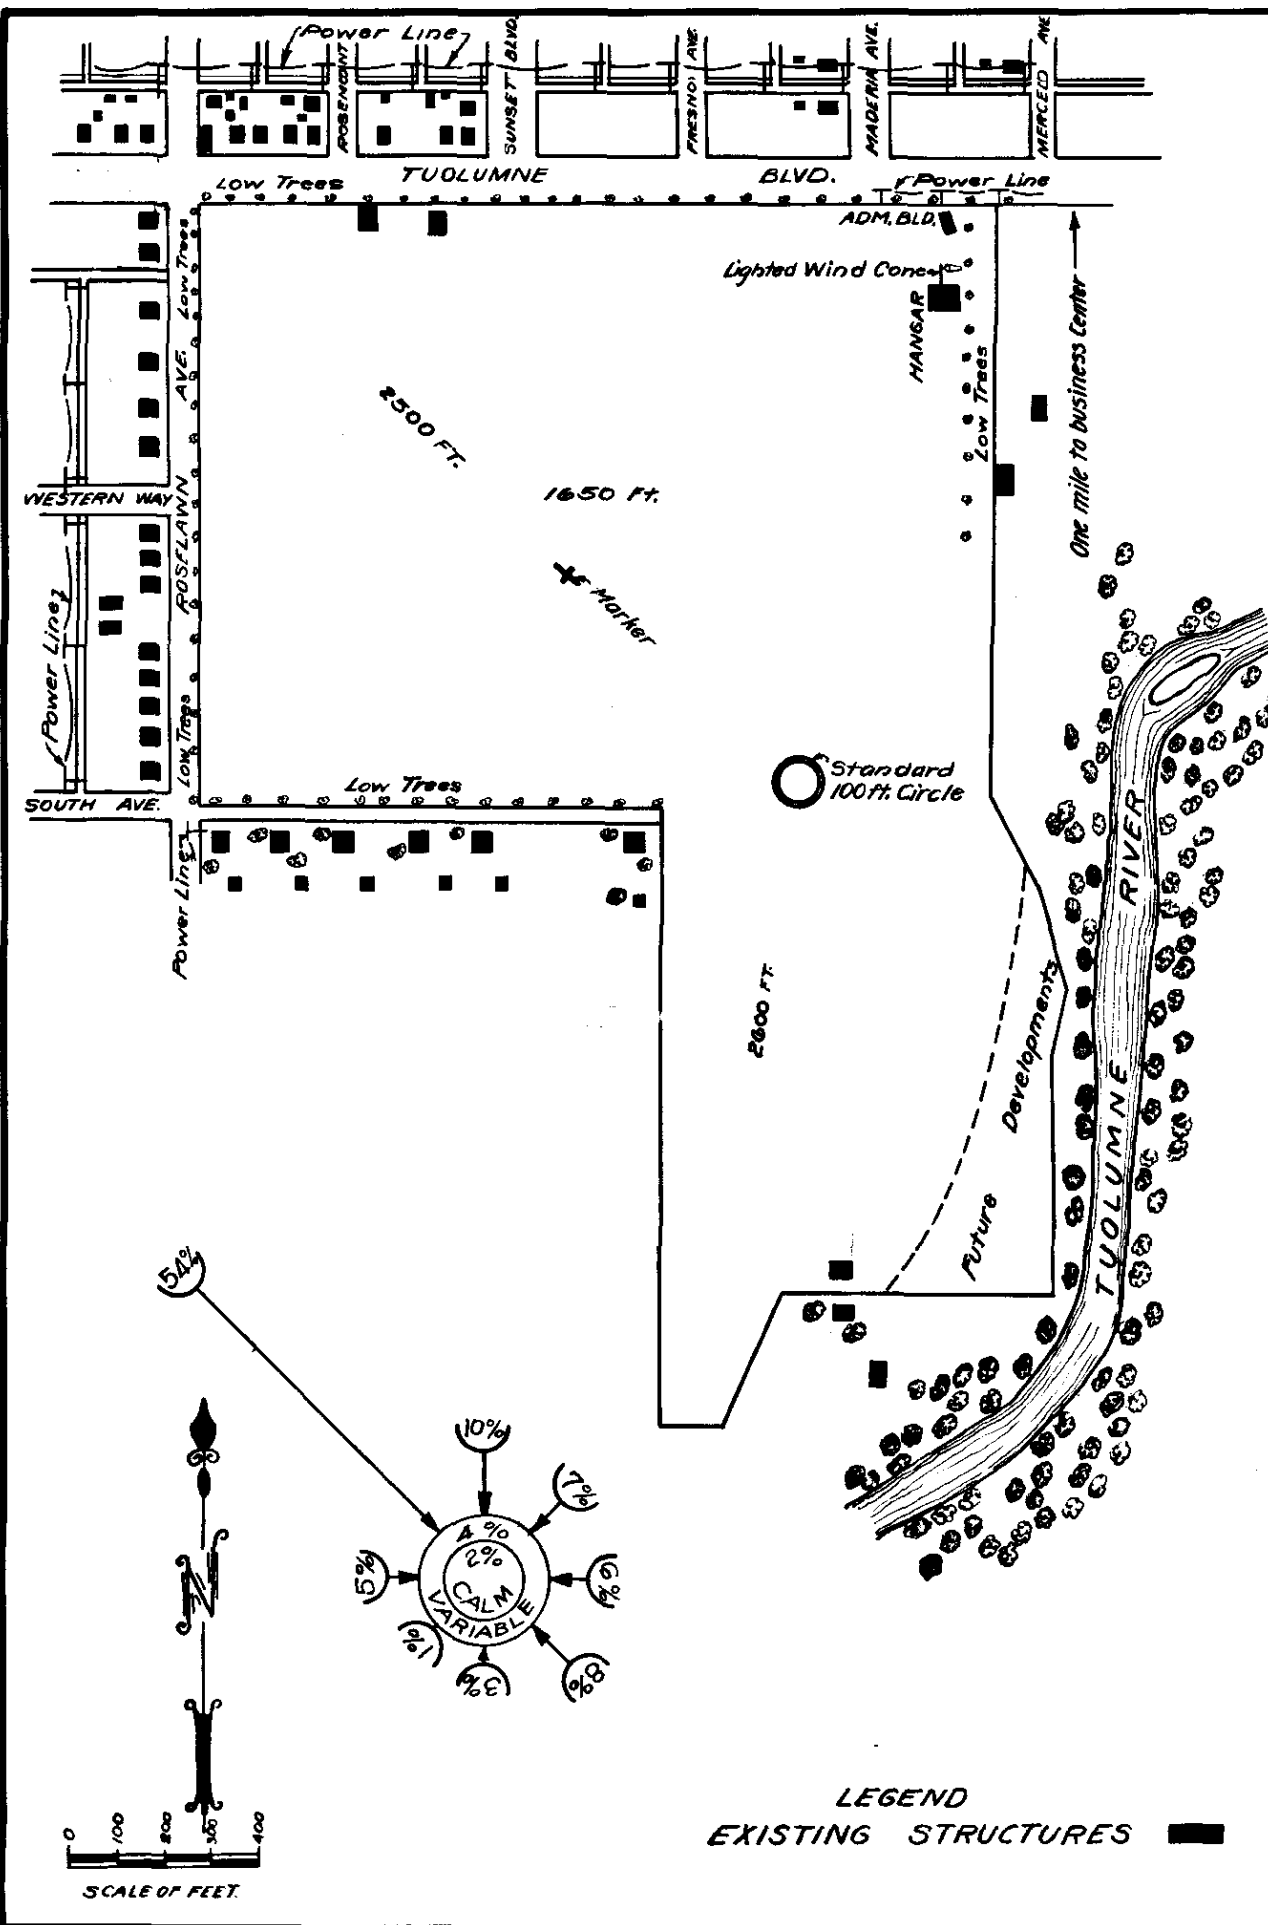 Power Line
ROSEMOUNT
SUNSET BLVD.
FRESNO AVE.
MADERA AVE.
MERCED AVE
TUOLUMNE BLVD.
Low Trees
Power Line
ADM. BLD.
Low Trees
Lighted Wind Cone
HANGAR
Low Trees
One mile to business Center
ROSELAWN AVE.
2500 FT.
1650 Ft.
WESTERN WAY
Marker
Power Line
Low Trees
SOUTH AVE.
Low Trees
Standard
100 ft. Circle
Power Line
2600 FT.
Future Developments
TUOLUMNE RIVER
54%
10%
7%
4%
2%
5%
6%
CALM
VARIABLE
1%
3%
8%
N
0 100 200 300 400
SCALE OF FEET.
LEGEND
EXISTING STRUCTURES